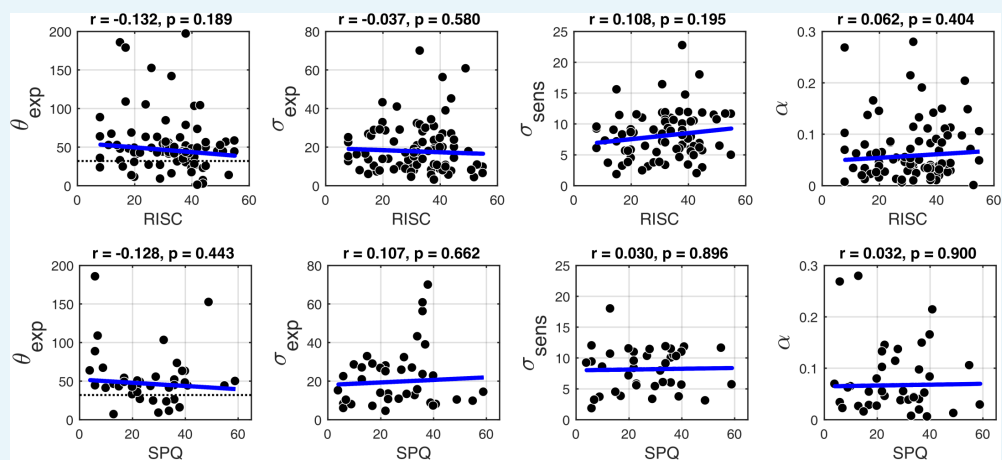 r = -0.132, p = 0.189
200
150
100
50
0
θexp
0 20 40 60
RISC
r = -0.037, p = 0.580
80
60
40
20
0
σexp
0 20 40 60
RISC
r = 0.108, p = 0.195
25
20
15
10
5
0
σsens
0 20 40 60
RISC
r = 0.062, p = 0.404
0.3
0.2
0.1
0
α
0 20 40 60
RISC
r = -0.128, p = 0.443
200
150
100
50
0
θexp
0 20 40 60
SPQ
r = 0.107, p = 0.662
80
60
40
20
0
σexp
0 20 40 60
SPQ
r = 0.030, p = 0.896
25
20
15
10
5
0
σsens
0 20 40 60
SPQ
r = 0.032, p = 0.900
0.3
0.2
0.1
0
α
0 20 40 60
SPQ